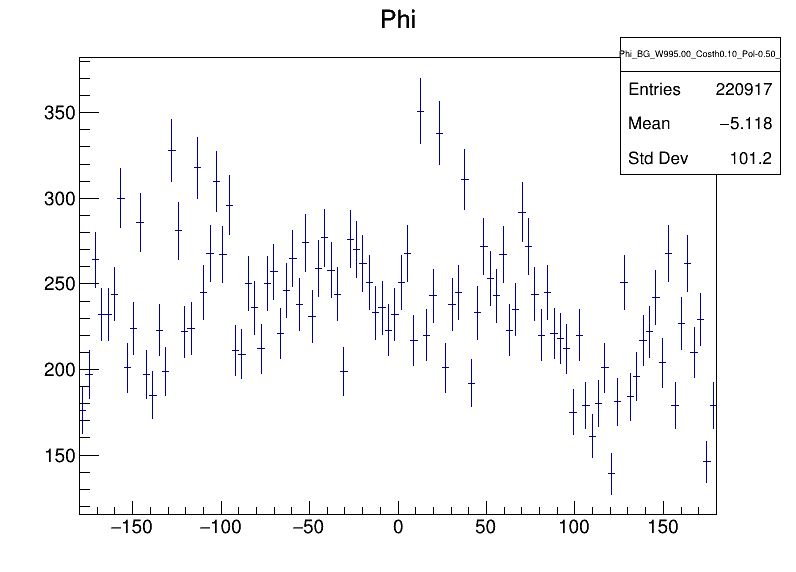 Phi
Phi_BG_W995.00_Costh0.10_Pol-0.50_
Entries 220917
Mean −5.118
Std Dev 101.2
350
300
250
200
150
−150 −100 −50 0 50 100 150